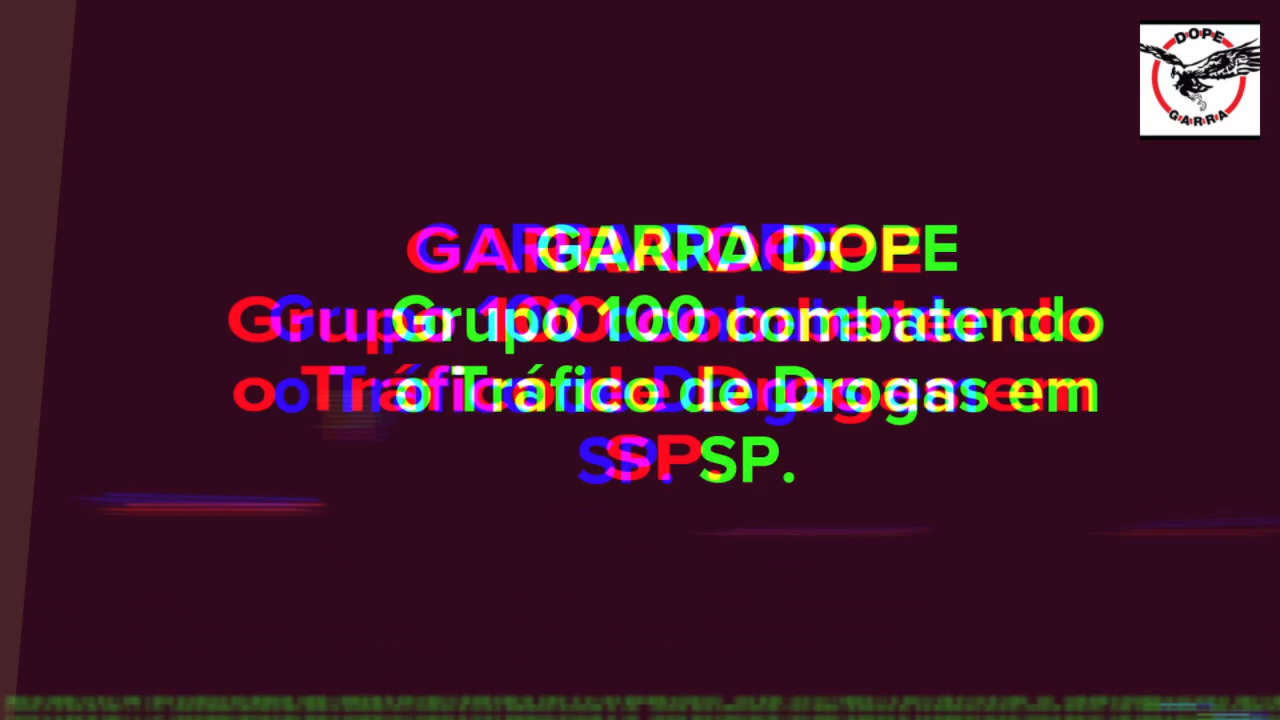 DOPE
GARRA
GARRA DOPE
Grupo 100 combatendo
o Tráfico de Drogas em
SP.